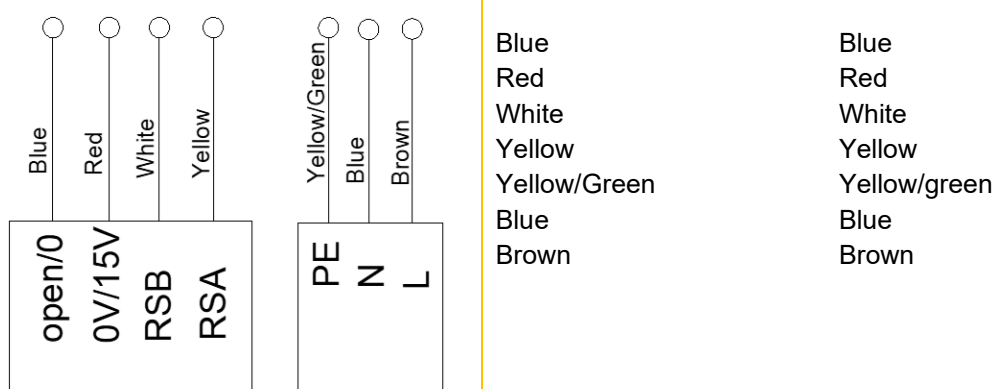 Blue
Red
White
Yellow
Yellow/Green
Blue
Brown
open/0
0V/15V
RSB
RSA
PE
N
L
Blue
Red
White
Yellow
Yellow/Green
Blue
Brown
Blue
Red
White
Yellow
Yellow/green
Blue
Brown